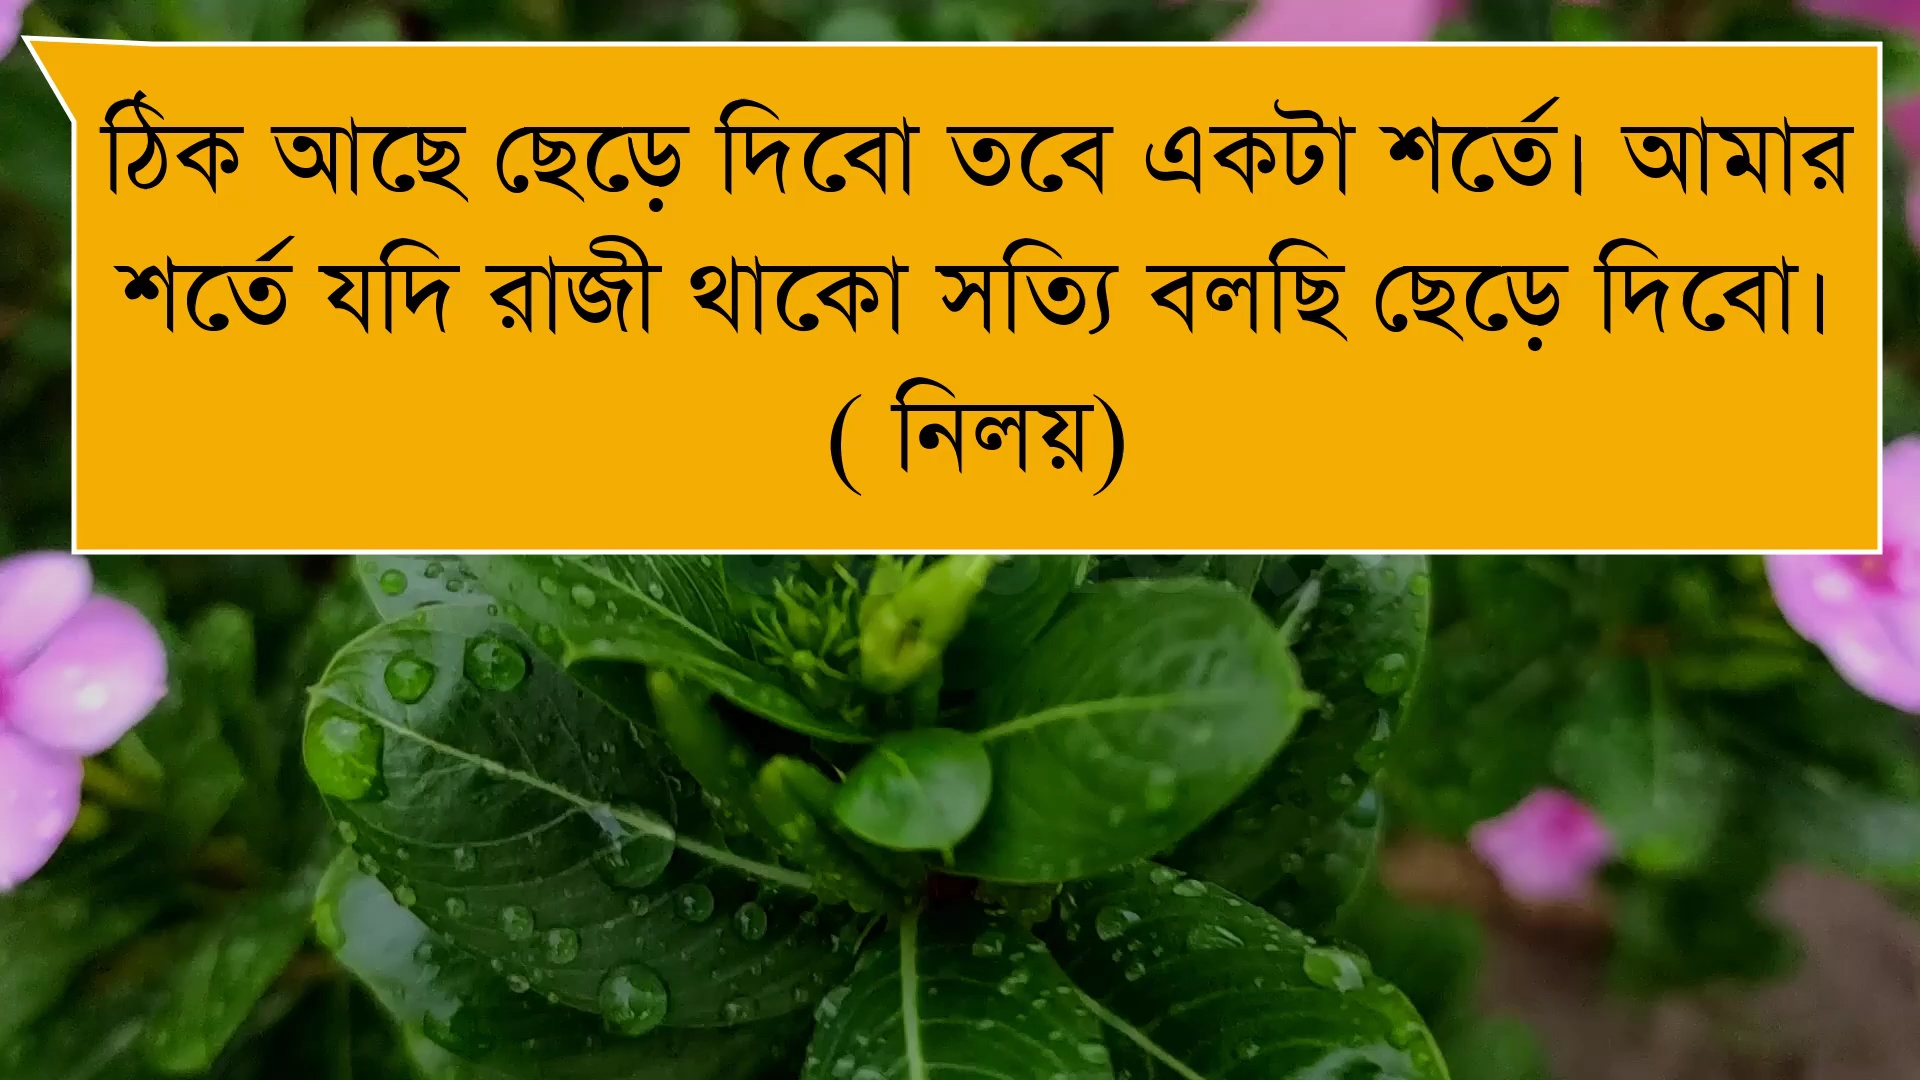 ঠিক আছে ছেড়ে দিবো তবে একটা শর্তে। আমার
শর্তে যদি রাজী থাকো সত্যি বলছি ছেড়ে দিবো।
( নিলয়)